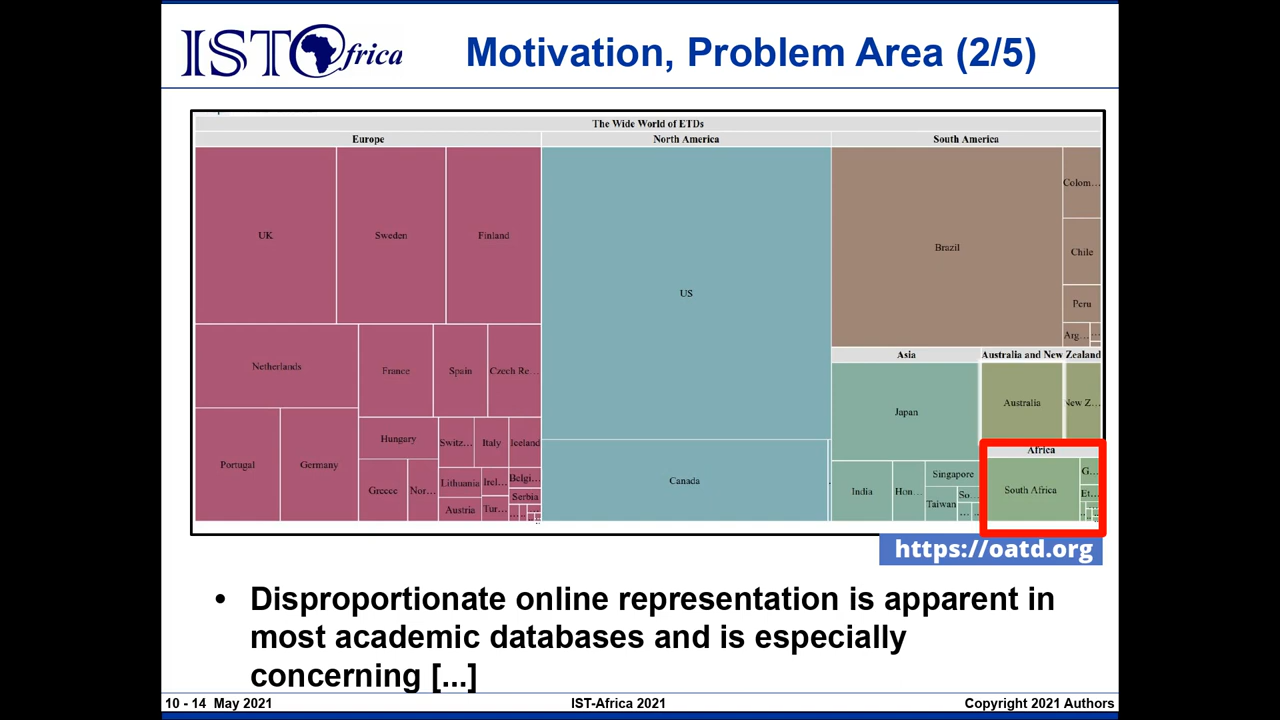 ISTAfrica
Motivation, Problem Area (2/5)
The Wide World of ETDs
Europe
North America
South America
UK
Sweden
Finland
US
Brazil
Colom...
Chile
Peru
Arg...
Netherlands
France
Spain
Czech Re...
Asia
Australia and New Zealand
Japan
Australia
New Z...
Portugal
Germany
Hungary
Switz...
Italy
Iceland
Greece
Nor...
Lithuania
Irel...
Belgi...
Serbia
Austria
Tur...
Canada
India
Hon...
Singapore
Taiwan
So...
Africa
South Africa
G...
Et...
https://oatd.org
• Disproportionate online representation is apparent in
most academic databases and is especially
concerning [...]
10 - 14 May 2021
IST-Africa 2021
Copyright 2021 Authors